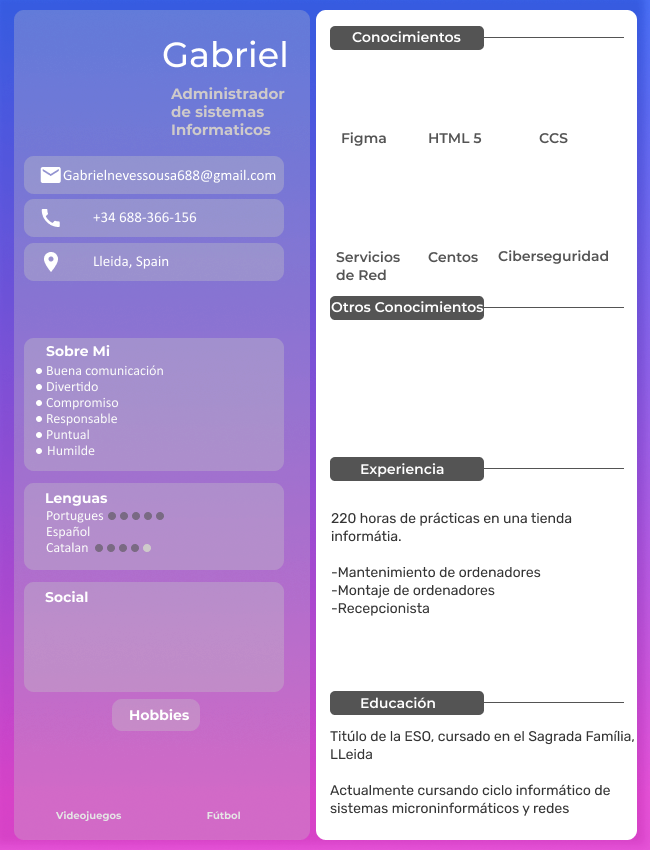 Gabriel
Administrador
de sistemas
Informaticos
Gabrielnevessousa688@gmail.com
+34 688-366-156
Lleida, Spain
Sobre Mi
Buena comunicación
Divertido
Compromiso
Responsable
Puntual
Humilde
Lenguas
Portugues
Español
Catalan
Social
Hobbies
Videojuegos Fútbol
Conocimientos
Figma HTML 5 CCS
Servicios
de Red
Centos
Ciberseguridad
Otros Conocimientos
Experiencia
220 horas de prácticas en una tienda
informátia.
-Mantenimiento de ordenadores
-Montaje de ordenadores
-Recepcionista
Educación
Titúlo de la ESO, cursado en el Sagrada Família,
LLeida
Actualmente cursando ciclo informático de
sistemas microninformáticos y redes